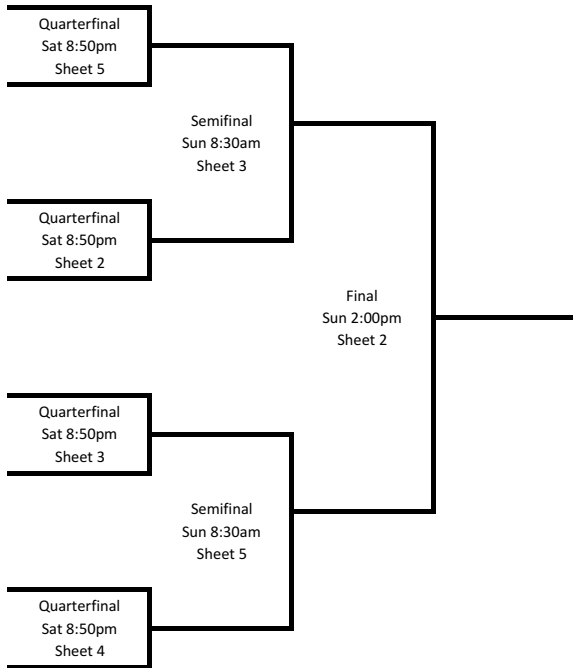 Quarterfinal
Sat 8:50pm
Sheet 5
Semifinal
Sun 8:30am
Sheet 3
Quarterfinal
Sat 8:50pm
Sheet 2
Final
Sun 2:00pm
Sheet 2
Quarterfinal
Sat 8:50pm
Sheet 3
Semifinal
Sun 8:30am
Sheet 5
Quarterfinal
Sat 8:50pm
Sheet 4